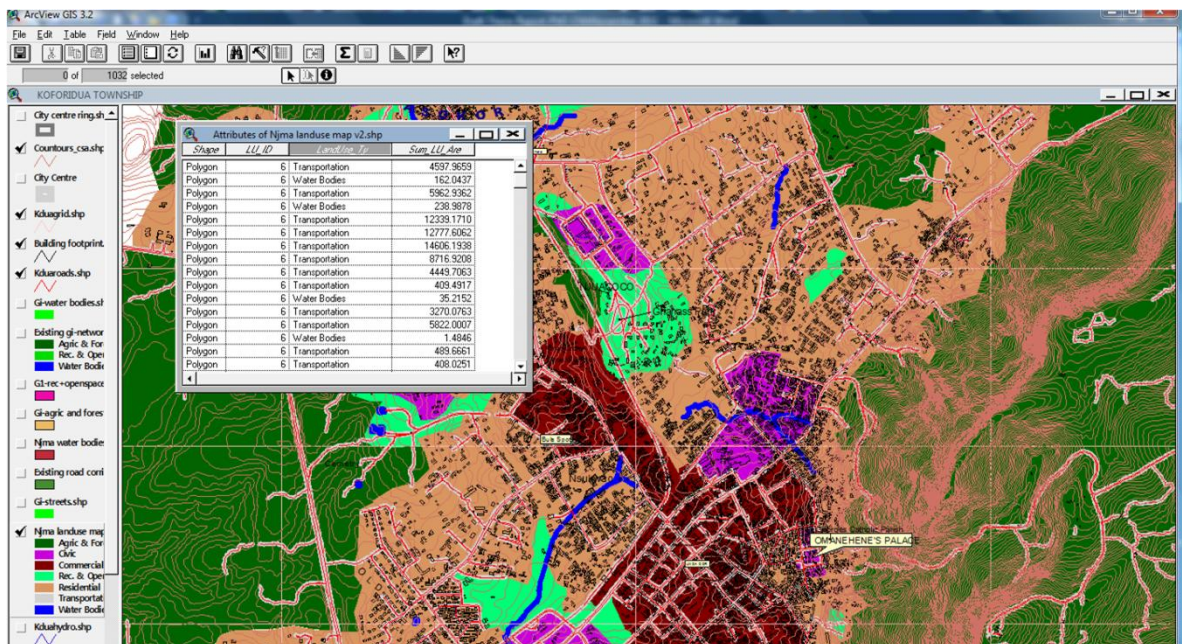 ArcView GIS 3.2
File Edit Table Field Window Help
0 of 1032 selected
KOFORIDUA TOWNSHIP
City centre ring.sh
Countours_csa.shp
City Centre
Kduagrid.shp
Building footprint.
Kduaroads.shp
Gi-water bodies.sh
Existing gi-networ
Agric & For
Rec. & Ope
Water Bodie
G1-rec+openspace
Gi-agric and fores
Njma water bodie
Existing road corri
Gi-streets.shp
Njma landuse map
Agric & For
Civic
Commercial
Rec. & Ope
Residential
Transportat
Water Bodie
Kduahydro.shp
Attributes of Njma landuse map v2.shp
Shape LU_ID LandUse_Ty Sum_LU_Are
Polygon 6 Transportation 4597.9659
Polygon 6 Water Bodies 162.0437
Polygon 6 Transportation 5962.9362
Polygon 6 Water Bodies 238.9878
Polygon 6 Transportation 12339.1710
Polygon 6 Transportation 12777.6062
Polygon 6 Transportation 14606.1938
Polygon 6 Transportation 8716.9208
Polygon 6 Transportation 4449.7063
Polygon 6 Transportation 409.4917
Polygon 6 Water Bodies 35.2152
Polygon 6 Transportation 3270.0763
Polygon 6 Transportation 5822.0007
Polygon 6 Water Bodies 1.4846
Polygon 6 Transportation 489.6661
Polygon 6 Transportation 408.0251
OMANEHENE'S PALACE